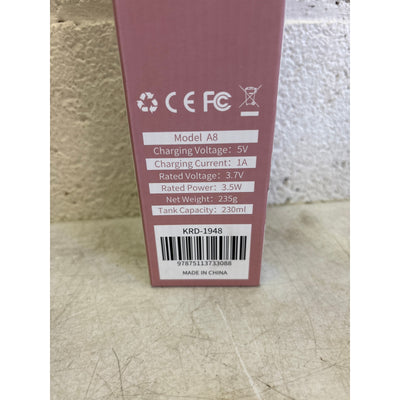 CE FC
Model A8
Charging Voltage: 5V
Charging Current: 1A
Rated Voltage: 3.7V
Rated Power: 3.5W
Net Weight: 235g
Tank Capacity: 230ml
KRD-1948
97875113733088
MADE IN CHINA